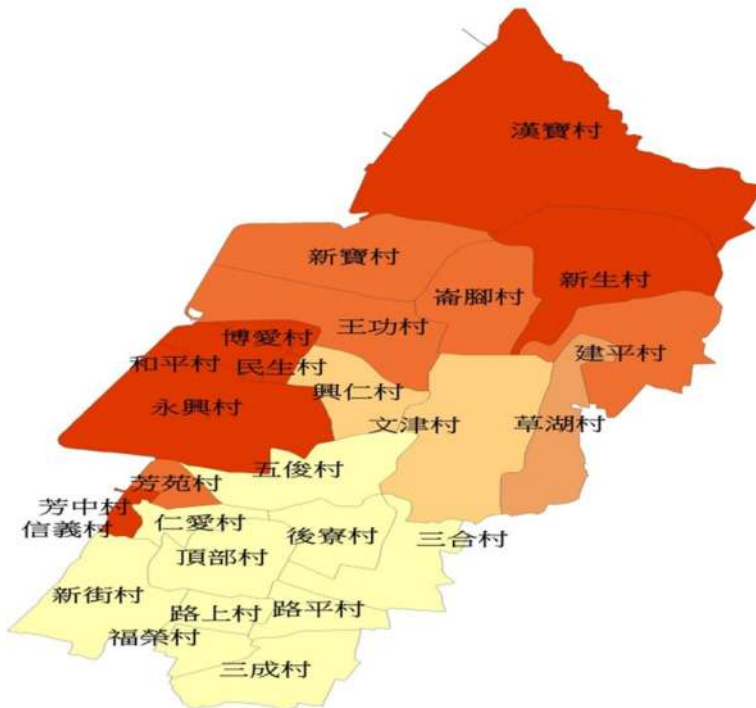 漢寶村
新寶村
新生村
崙腳村
王功村
博愛村
建平村
和平村
民生村
興仁村
永興村
文津村
草湖村
五俊村
芳苑村
芳中村
信義村
仁愛村
後寮村
三合村
頂部村
新街村
路上村
路平村
福榮村
三成村